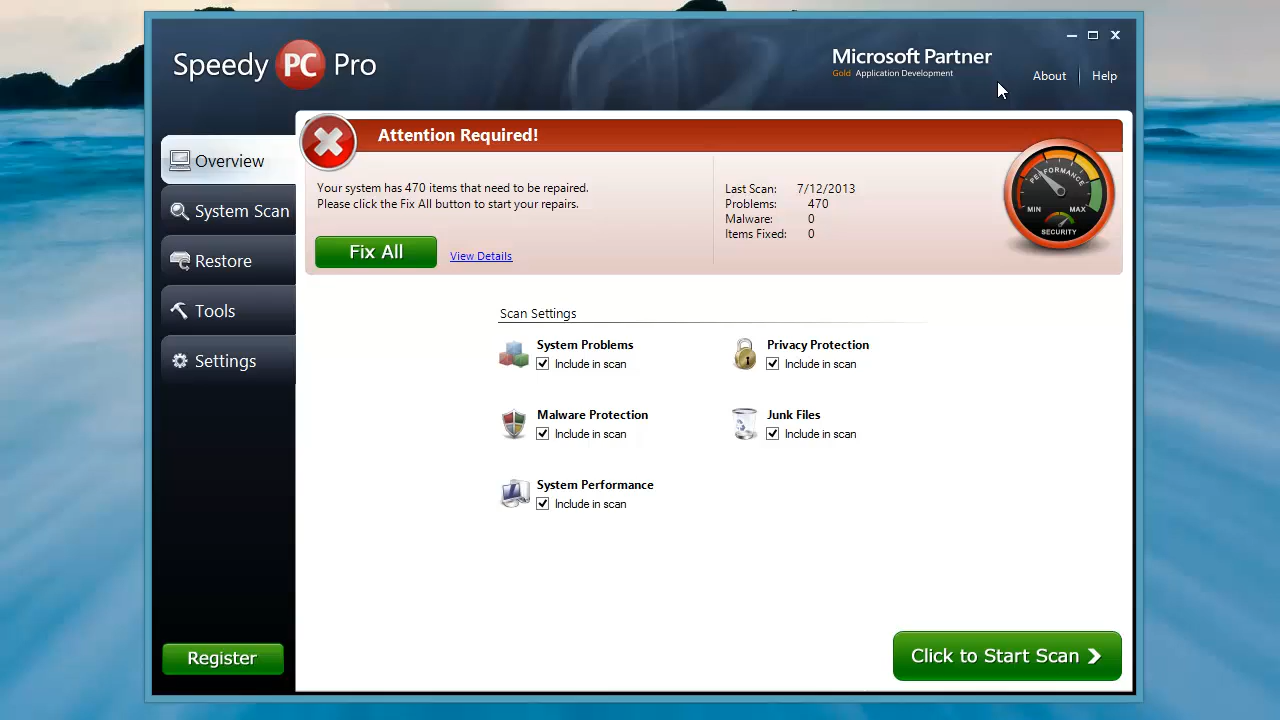 Speedy PC Pro
Microsoft Partner
Gold Application Development
About
Help
Overview
System Scan
Restore
Tools
Settings
Register
Attention Required!
Your system has 470 items that need to be repaired.
Please click the Fix All button to start your repairs.
Fix All
View Details
Last Scan: 7/12/2013
Problems: 470
Malware: 0
Items Fixed: 0
PERFORMANCE
MIN MAX
SECURITY
Scan Settings
System Problems
Include in scan
Privacy Protection
Include in scan
Malware Protection
Include in scan
Junk Files
Include in scan
System Performance
Include in scan
Click to Start Scan